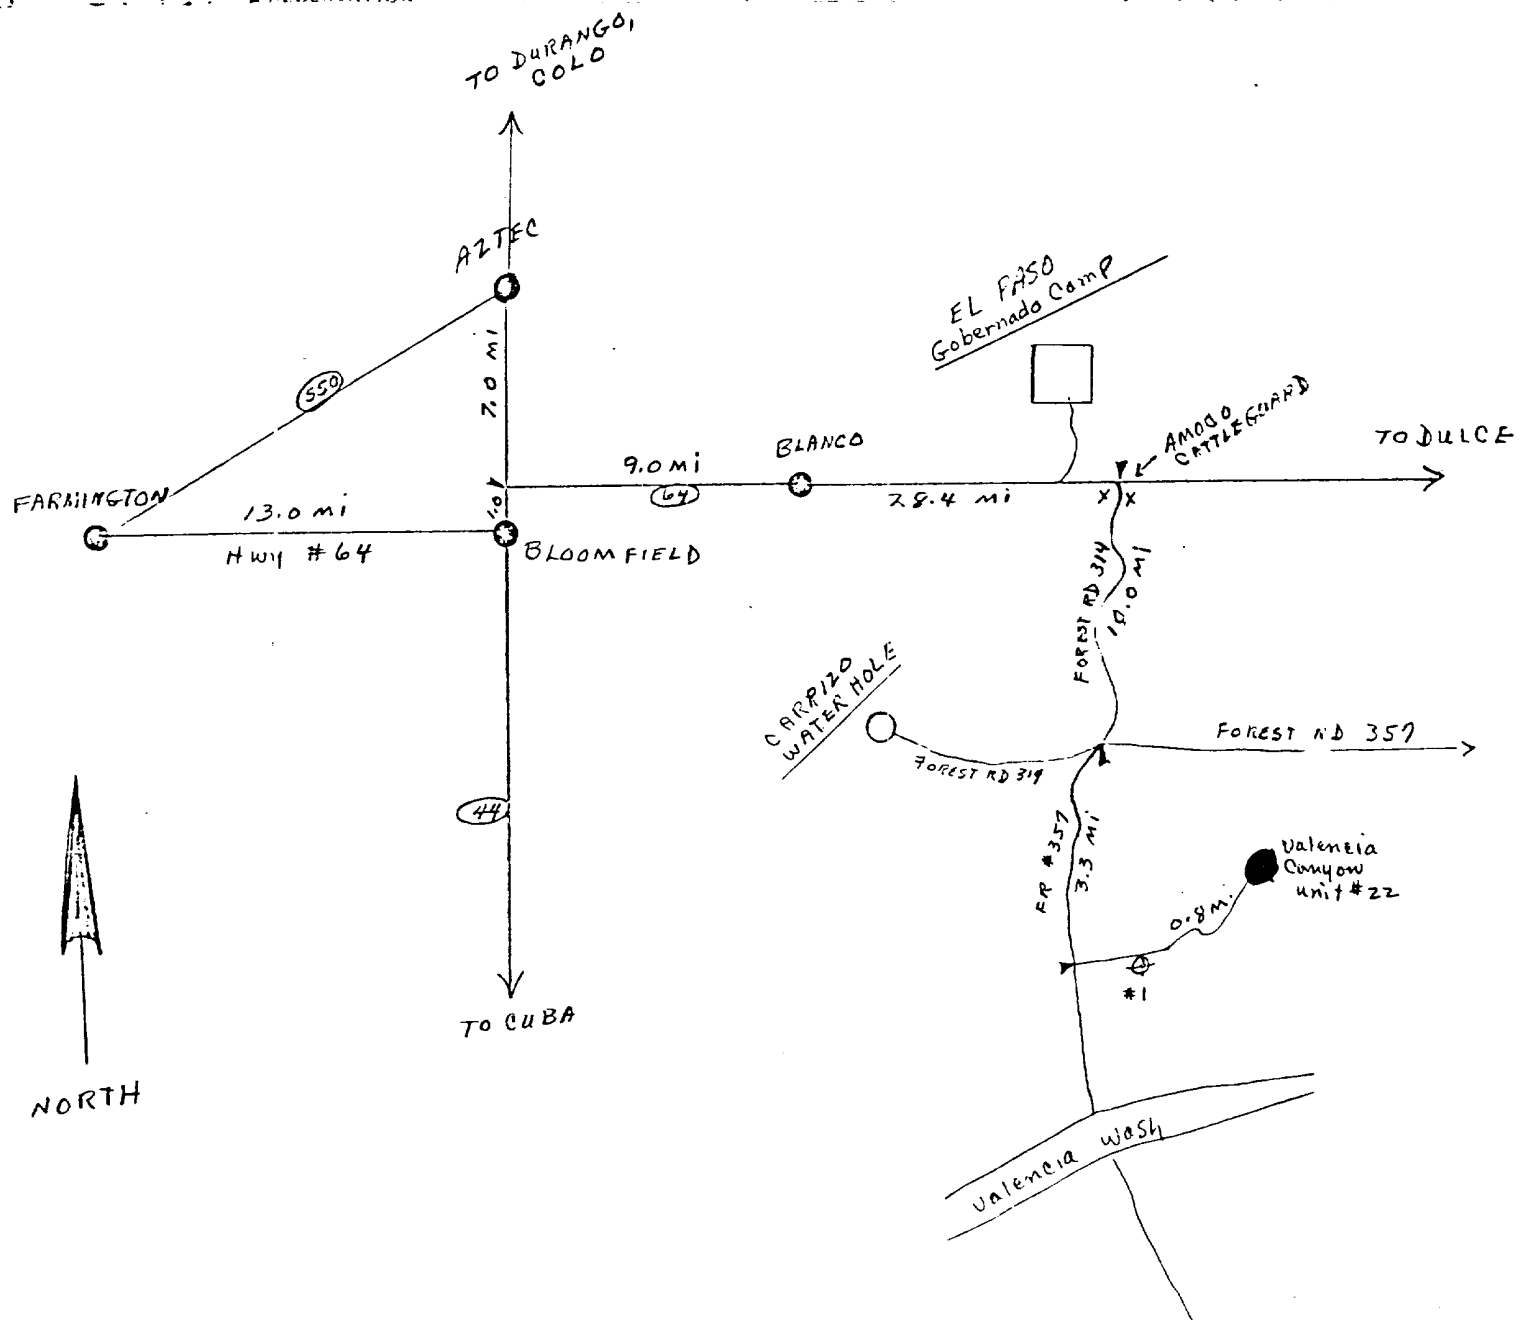 TO DURANGO,
COLO
AZTEC
7.0 MI
550
EL PASO
Gobernado Camp
AMOCO
CATTLEGUARD
TO DULCE
BLANCO
9.0 Mi
64
28.4 mi
FARMINGTON
13.0 mi
HWY #64
1.0
BLOOMFIELD
X X
FOREST RD 314
10.0 MI
CARRIZO
WATER HOLE
FOREST RD 314
FOREST RD 357
44
FR #357
3.3 Mi
Valencia
Canyon
unit #22
0.8 m.
#1
TO CUBA
NORTH
Valencia Wash